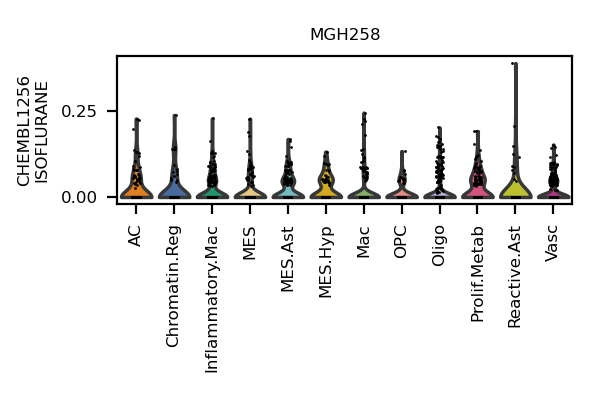 MGH258
CHEMBL1256
ISOFLURANE
0.25
0.00
AC
Chromatin.Reg
Inflammatory.Mac
MES
MES.Ast
MES.Hyp
Mac
OPC
Oligo
Prolif.Metab
Reactive.Ast
Vasc